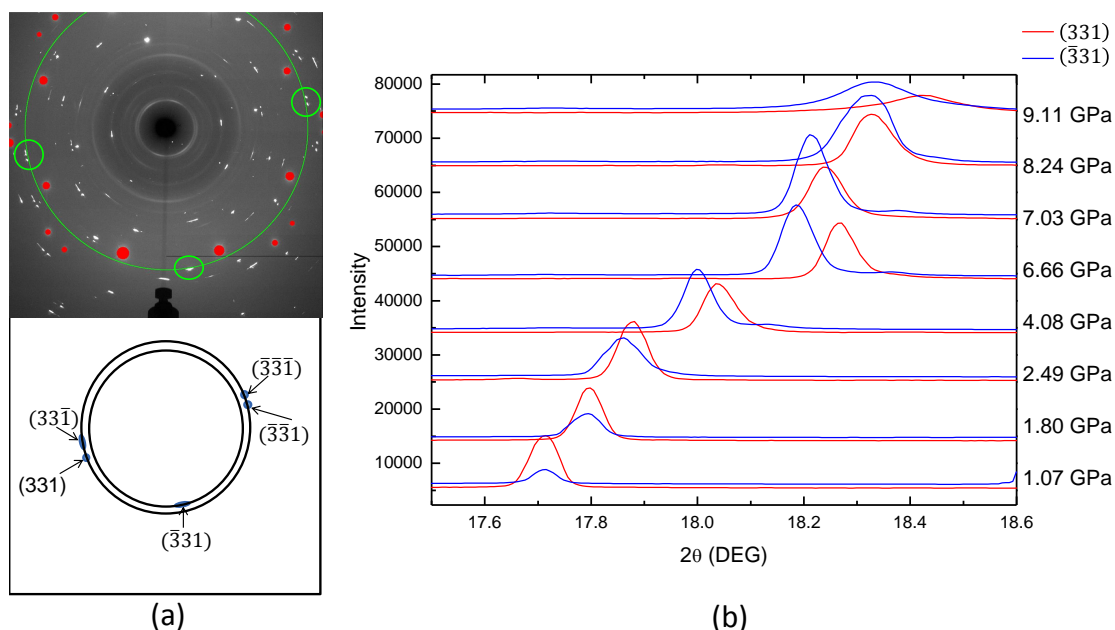 (331)
(3̄31)
80000
70000
60000
50000
40000
30000
20000
10000
Intensity
9.11 GPa
8.24 GPa
7.03 GPa
6.66 GPa
4.08 GPa
2.49 GPa
1.80 GPa
1.07 GPa
17.6 17.8 18.0 18.2 18.4 18.6
2θ (DEG)
(3̄3̄1̄)
(3̄3̄1)
(331̄)
(331)
(3̄31)
(a)
(b)